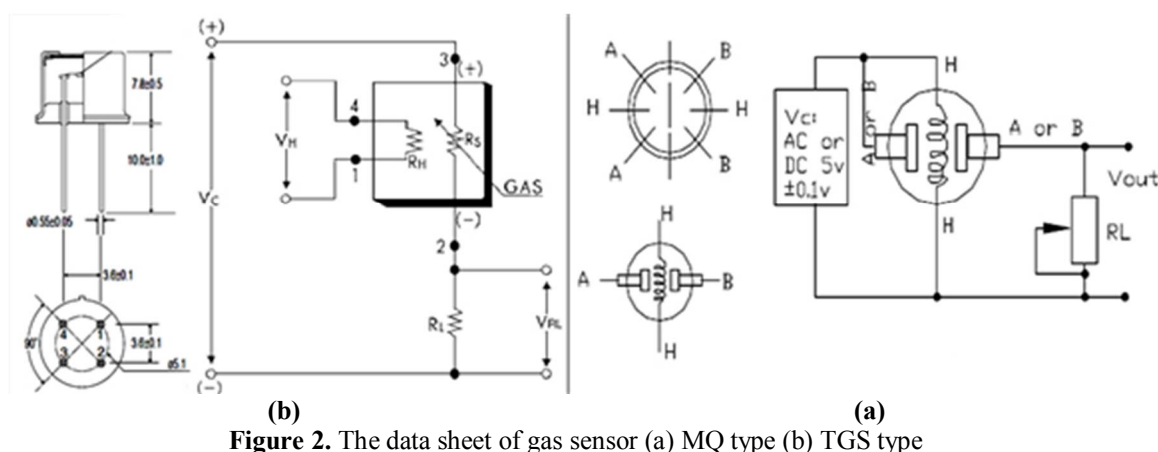 (+)
7.8±0.5
10.0±1.0
ø0.55±0.05
3.6±0.1
90°
4 1
3 2
3.6±0.1
ø5.1
VC
VH
4
1
RH
3
(+)
RS
GAS
(-)
2
RL
VRL
(-)
A B
H H
A B
H
A B
H
Vc:
AC or
DC 5v
±0.1v
A or B
H
H
A or B
Vout
RL
(b) (a)
Figure 2. The data sheet of gas sensor (a) MQ type (b) TGS type